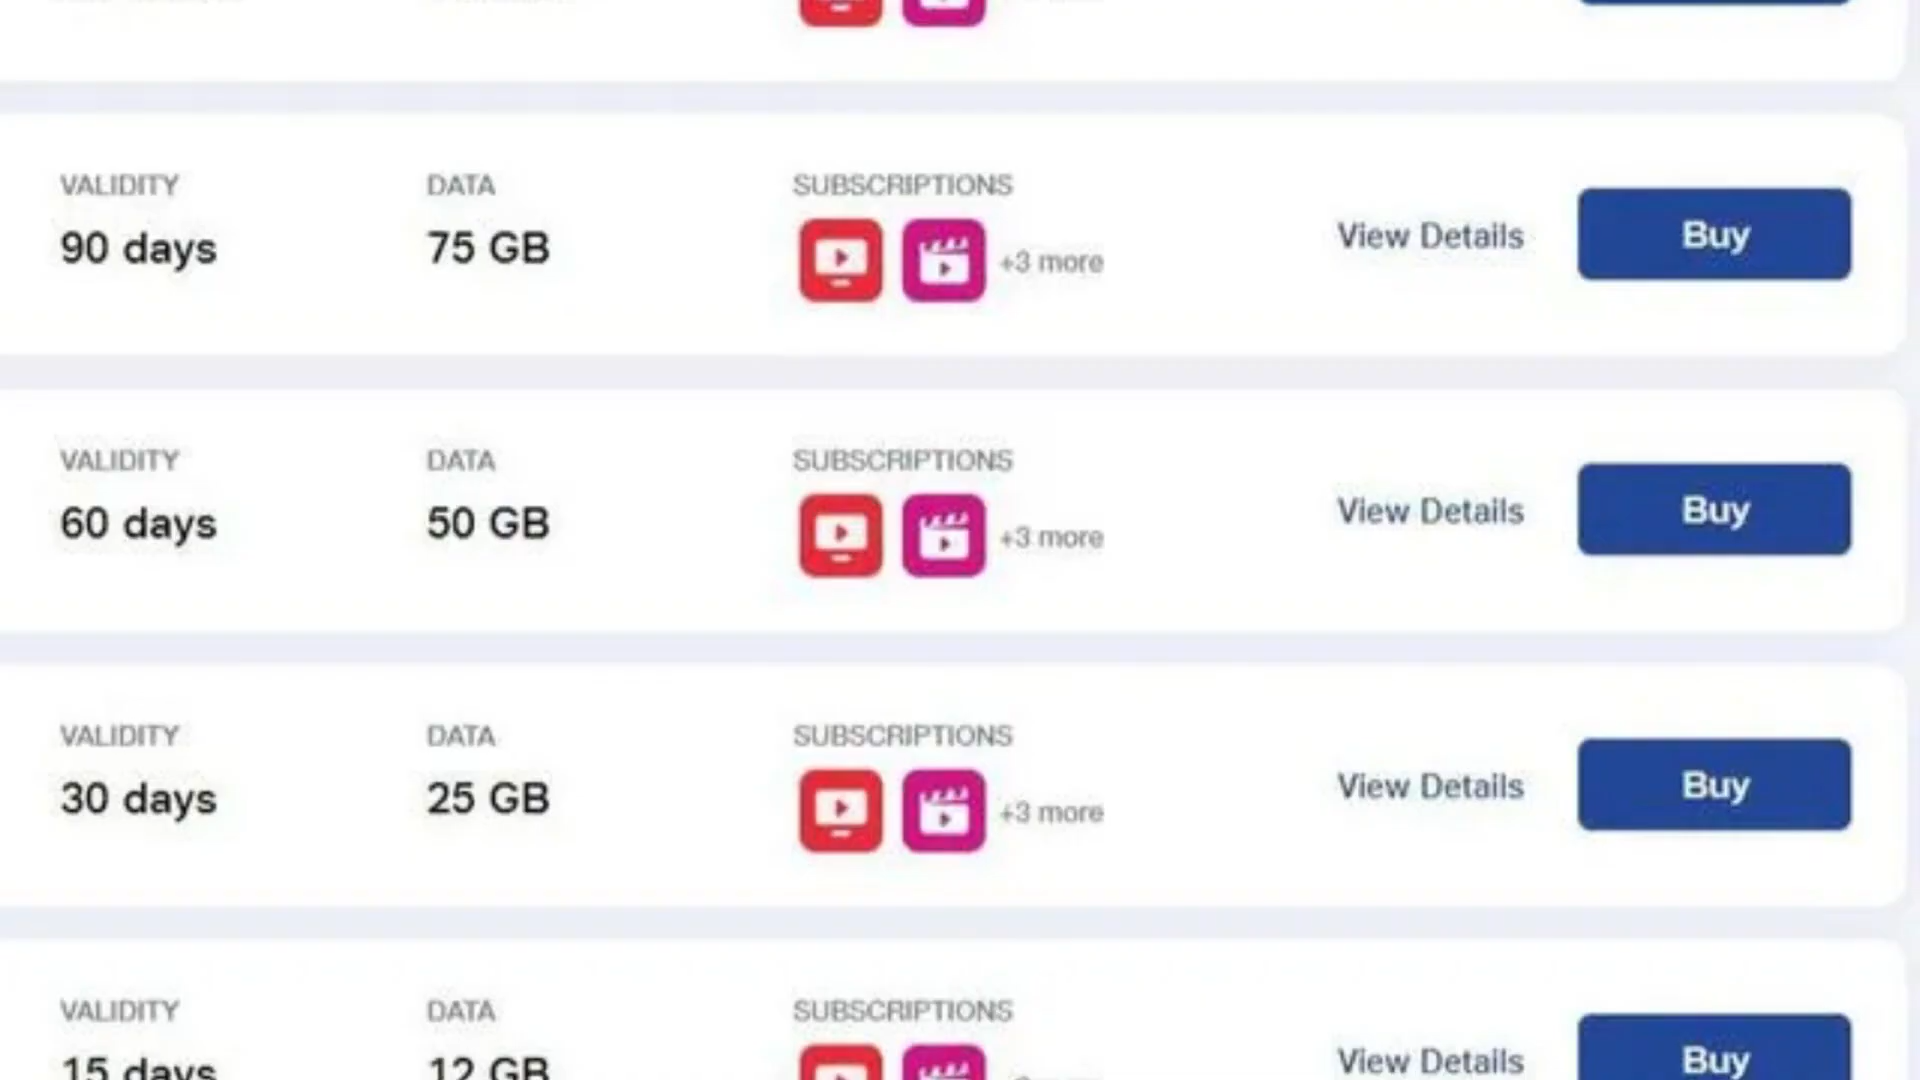 VALIDITY DATA SUBSCRIPTIONS
90 days 75 GB +3 more View Details Buy
VALIDITY DATA SUBSCRIPTIONS
60 days 50 GB +3 more View Details Buy
VALIDITY DATA SUBSCRIPTIONS
30 days 25 GB +3 more View Details Buy
VALIDITY DATA SUBSCRIPTIONS
15 days 12 GB View Details Buy